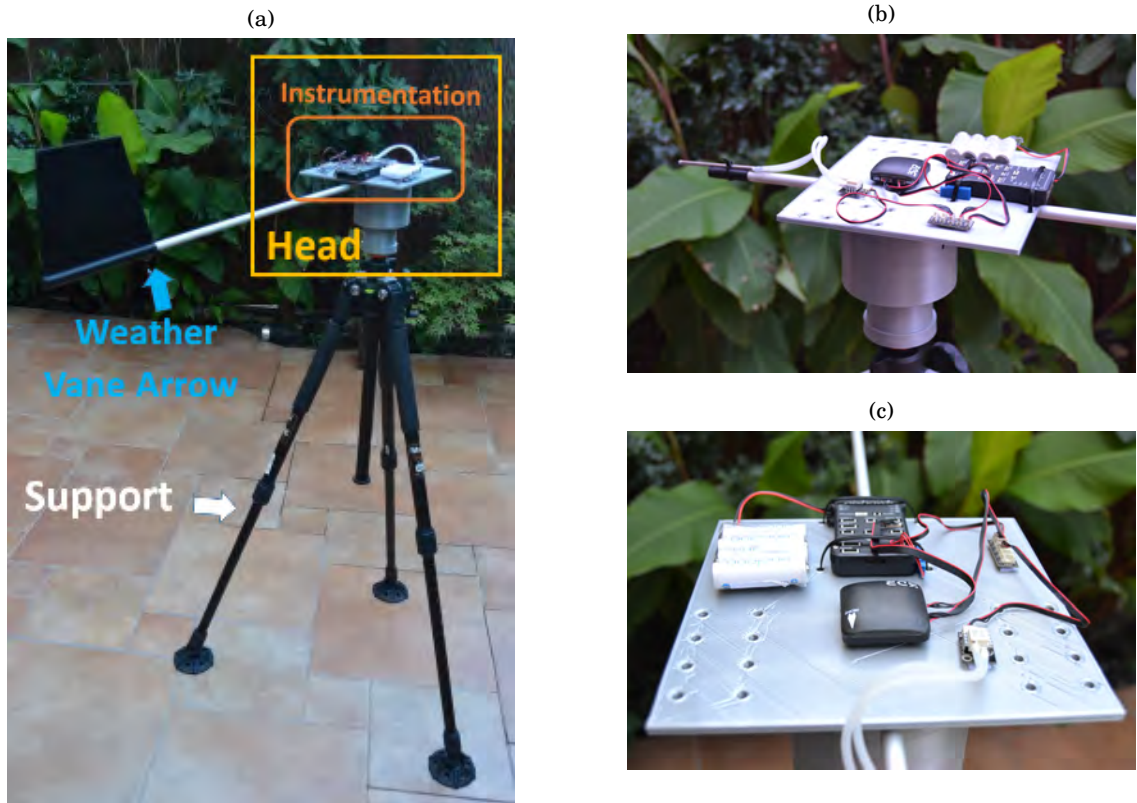 (a)
Instrumentation
Head
Weather
Vane Arrow
Support
(b)
(c)